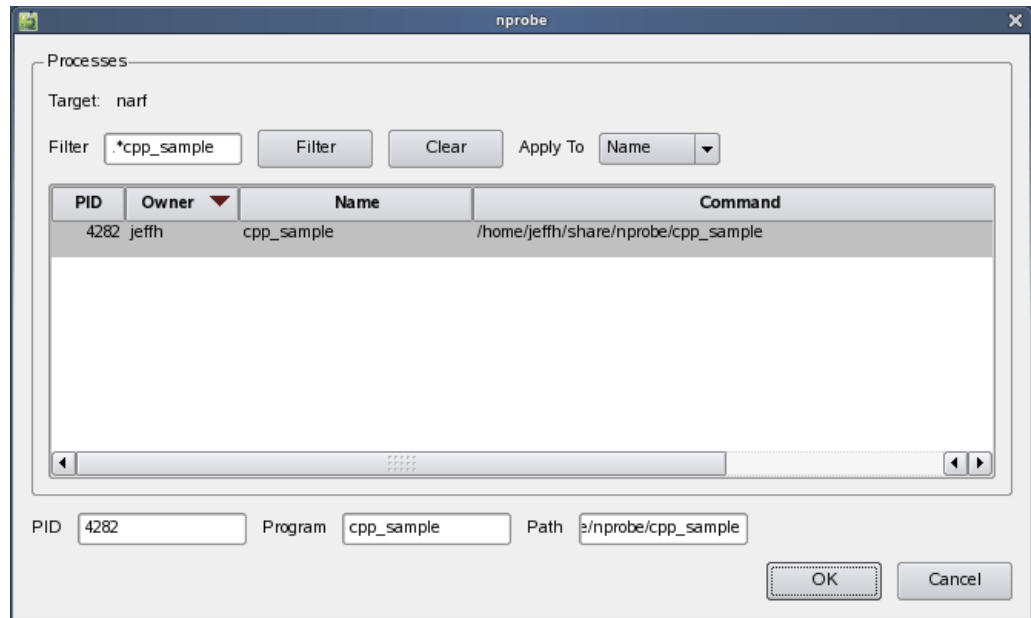 nprobe
Processes
Target: narf
Filter .*cpp_sample Filter Clear Apply To Name
PID Owner Name Command
4282 jeffh cpp_sample /home/jeffh/share/nprobe/cpp_sample
PID 4282 Program cpp_sample Path e/nprobe/cpp_sample
OK Cancel